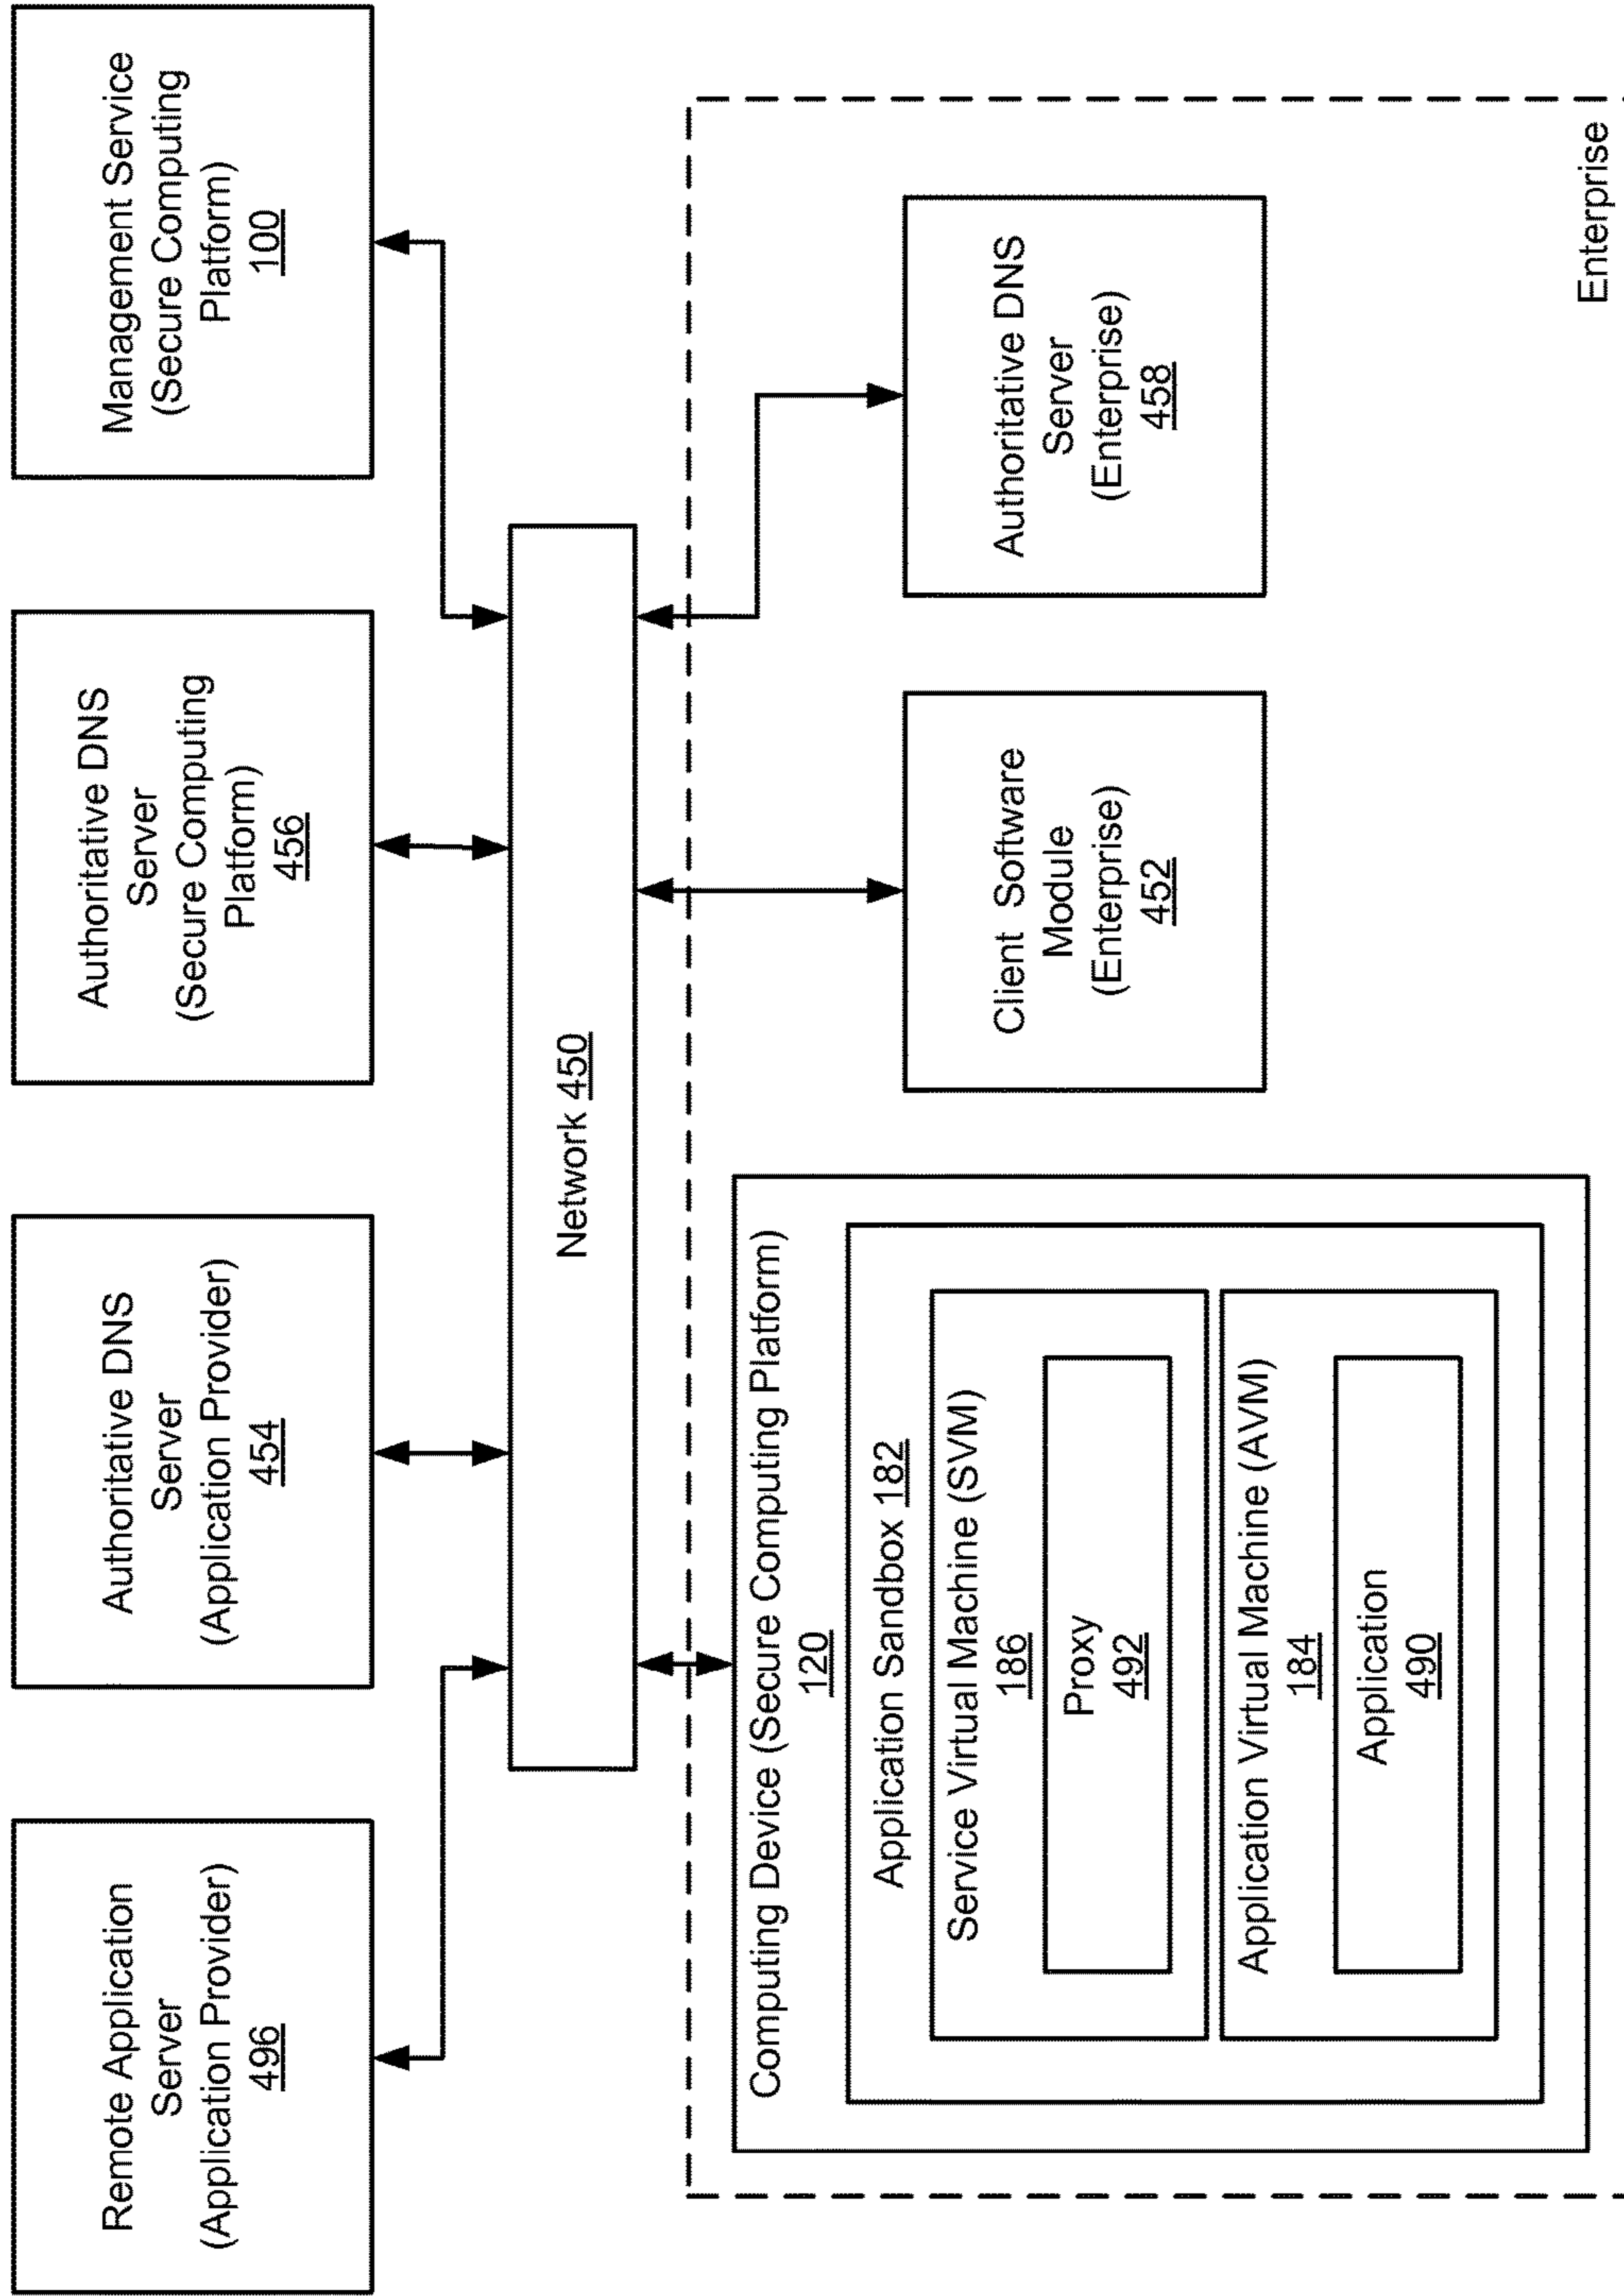 Remote Application
Server
(Application Provider)
496
Authoritative DNS
Server
(Application Provider)
454
Authoritative DNS
Server
(Secure Computing
Platform)
456
Management Service
(Secure Computing
Platform)
100
Network 450
Computing Device (Secure Computing Platform)
120
Application Sandbox 182
Service Virtual Machine (SVM)
186
Proxy
492
Application Virtual Machine (AVM)
184
Application
490
Client Software
Module
(Enterprise)
452
Authoritative DNS
Server
(Enterprise)
458
Enterprise